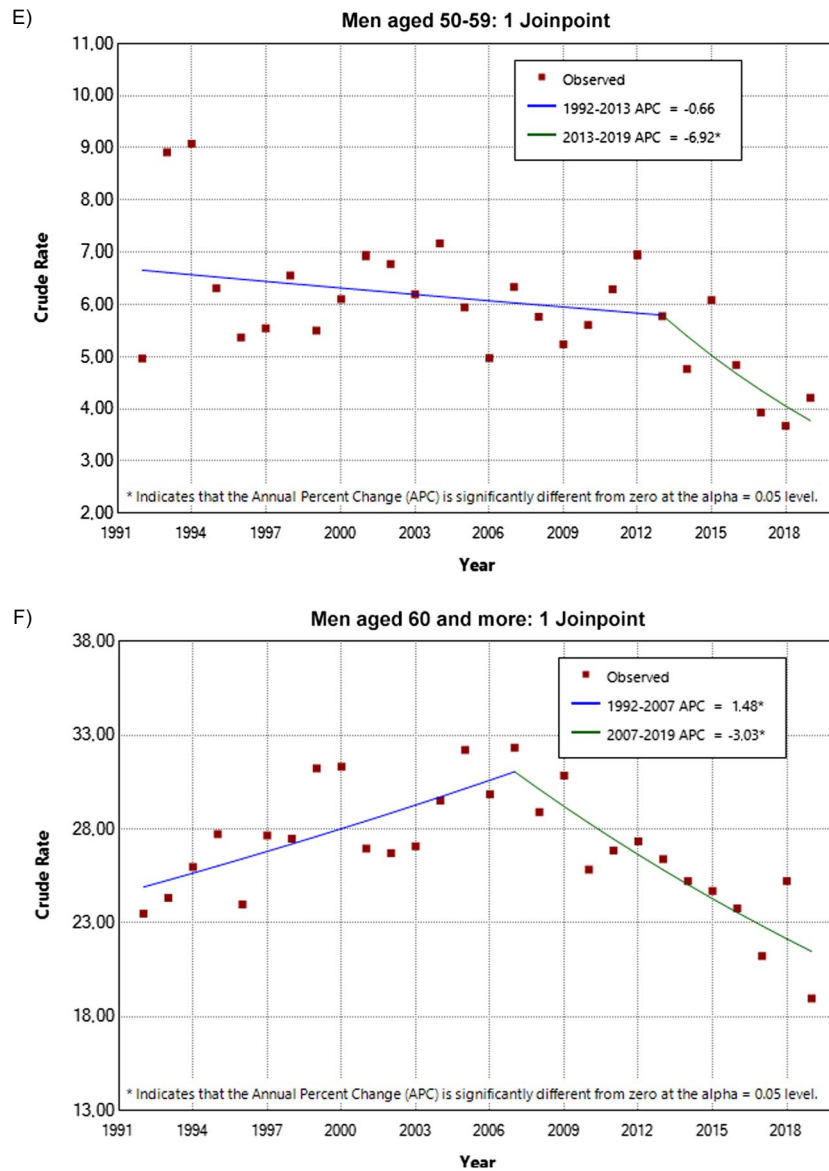 E)
Men aged 50-59: 1 Joinpoint
11.00
10.00
9.00
8.00
7.00
6.00
5.00
4.00
3.00
2.00
Crude Rate
Observed
1992-2013 APC = -0.66
2013-2019 APC = -6.92*
* Indicates that the Annual Percent Change (APC) is significantly different from zero at the alpha = 0.05 level.
1991 1994 1997 2000 2003 2006 2009 2012 2015 2018
Year
F)
Men aged 60 and more: 1 Joinpoint
38.00
33.00
28.00
23.00
18.00
13.00
Crude Rate
Observed
1992-2007 APC = 1.48*
2007-2019 APC = -3.03*
* Indicates that the Annual Percent Change (APC) is significantly different from zero at the alpha = 0.05 level.
1991 1994 1997 2000 2003 2006 2009 2012 2015 2018
Year